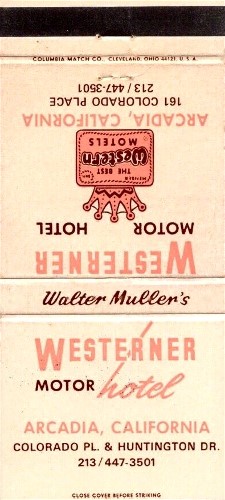 COLUMBIA MATCH CO., CLEVELAND, OHIO 44121, U.S.A.
213/447-3501
161 COLORADO PLACE
ARCADIA, CALIFORNIA
MOTELS
Western
THE BEST
MEMBER
MOTOR HOTEL
WESTERNER
Walter Muller's
WESTERNER
MOTOR hotel
ARCADIA, CALIFORNIA
COLORADO PL. & HUNTINGTON DR.
213/447-3501
CLOSE COVER BEFORE STRIKING